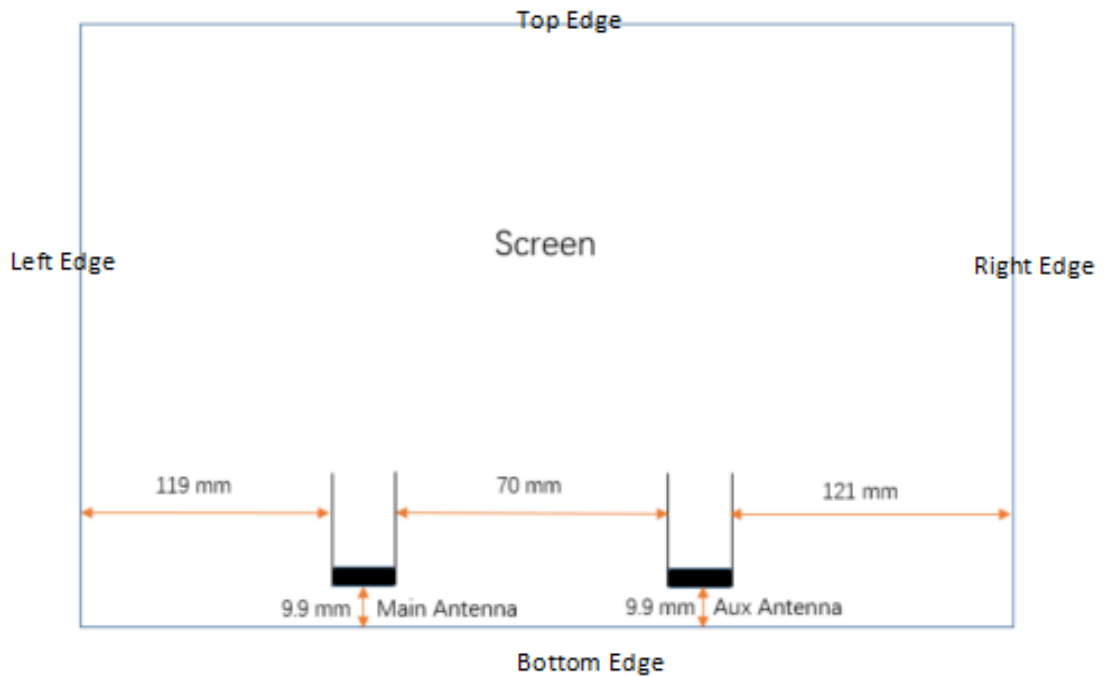 Top Edge
Screen
Left Edge
Right Edge
119 mm
70 mm
121 mm
9.9 mm
Main Antenna
9.9 mm
Aux Antenna
Bottom Edge